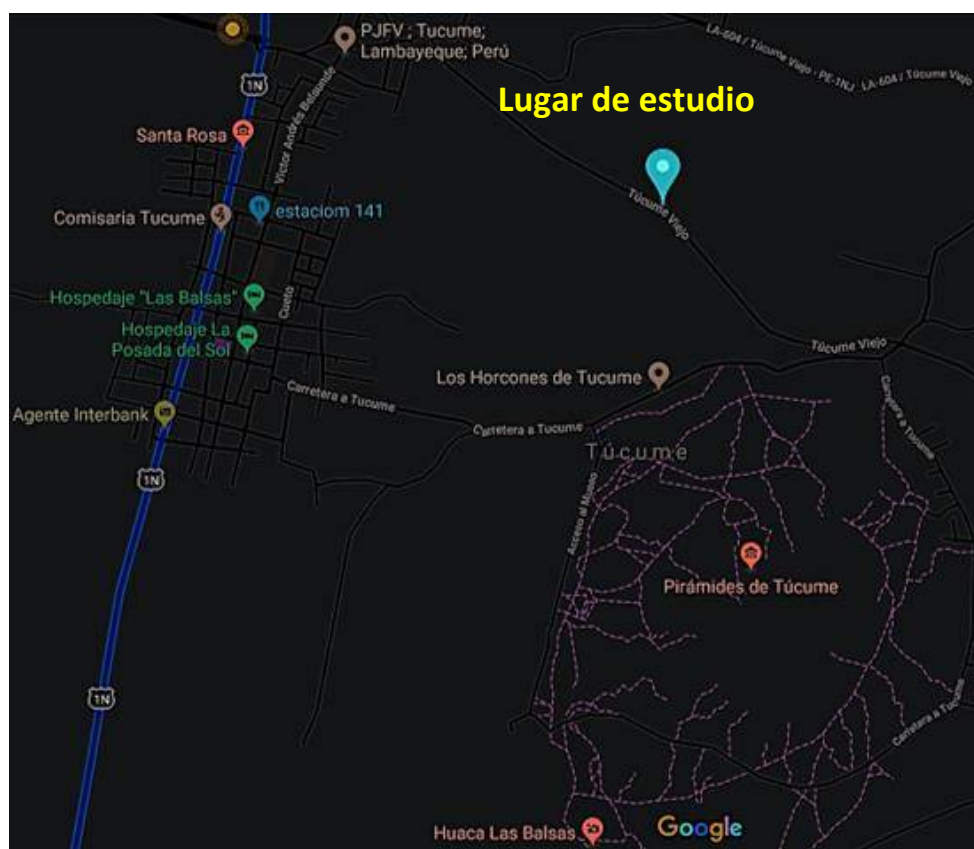 PJFV ; Tucume;
Lambayeque; Perú
LA-604 / Túcume Viejo - PE-1NJ
LA-604 / Túcume Viejo
1N
Lugar de estudio
Santa Rosa
Víctor Andrés Belaunde
Comisaria Tucume
estaciom 141
Túcume Viejo
Hospedaje "Las Balsas"
Cueto
Hospedaje La
Posada del Sol
Túcume Viejo
Los Horcones de Tucume
Carretera a Tucume
Agente Interbank
Carretera a Tucume
Carretera a Tucume
Túcume
1N
Acceso al Museo
Pirámides de Túcume
1N
Carretera a Tucume
Huaca Las Balsas
Google